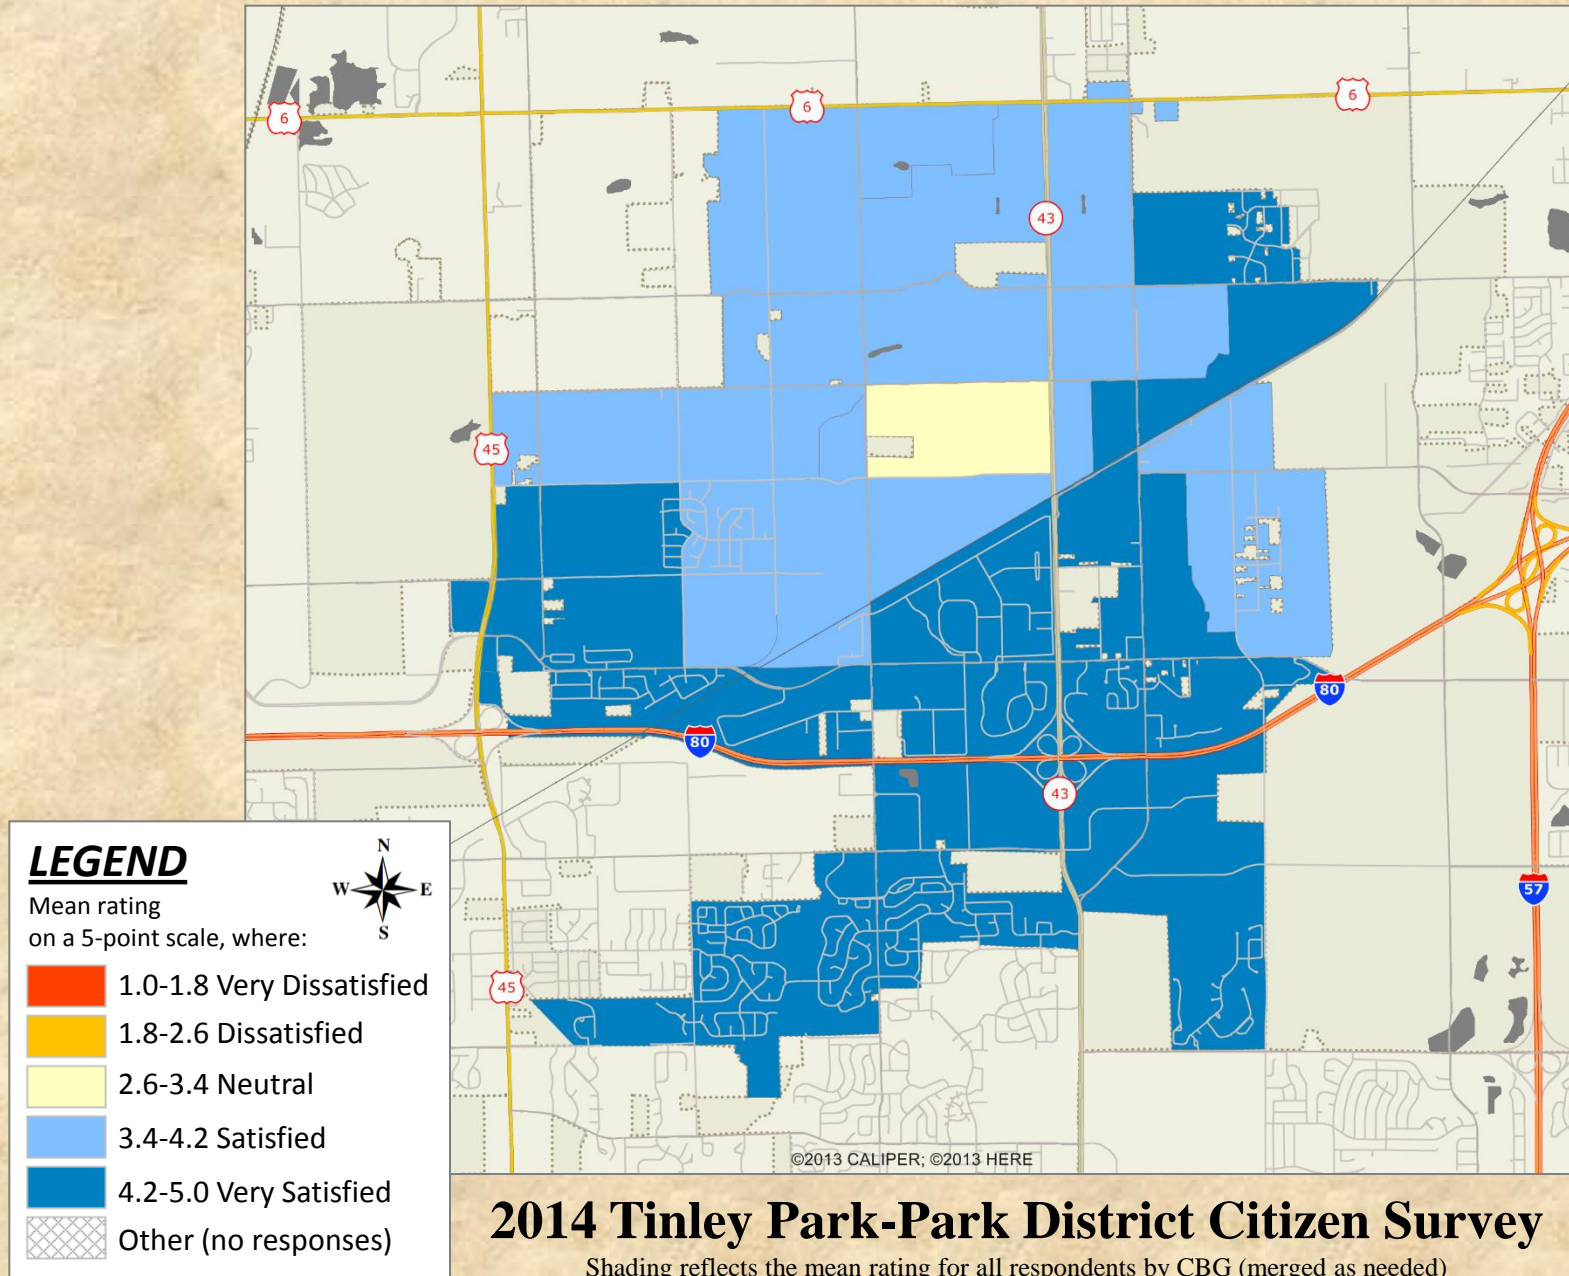 6
6
6
43
45
80
80
43
57
45
©2013 CALIPER; ©2013 HERE
LEGEND
N
W E
S
Mean rating
on a 5-point scale, where:
1.0-1.8 Very Dissatisfied
1.8-2.6 Dissatisfied
2.6-3.4 Neutral
3.4-4.2 Satisfied
4.2-5.0 Very Satisfied
Other (no responses)
2014 Tinley Park-Park District Citizen Survey
Shading reflects the mean rating for all respondents by CBG (merged as needed)